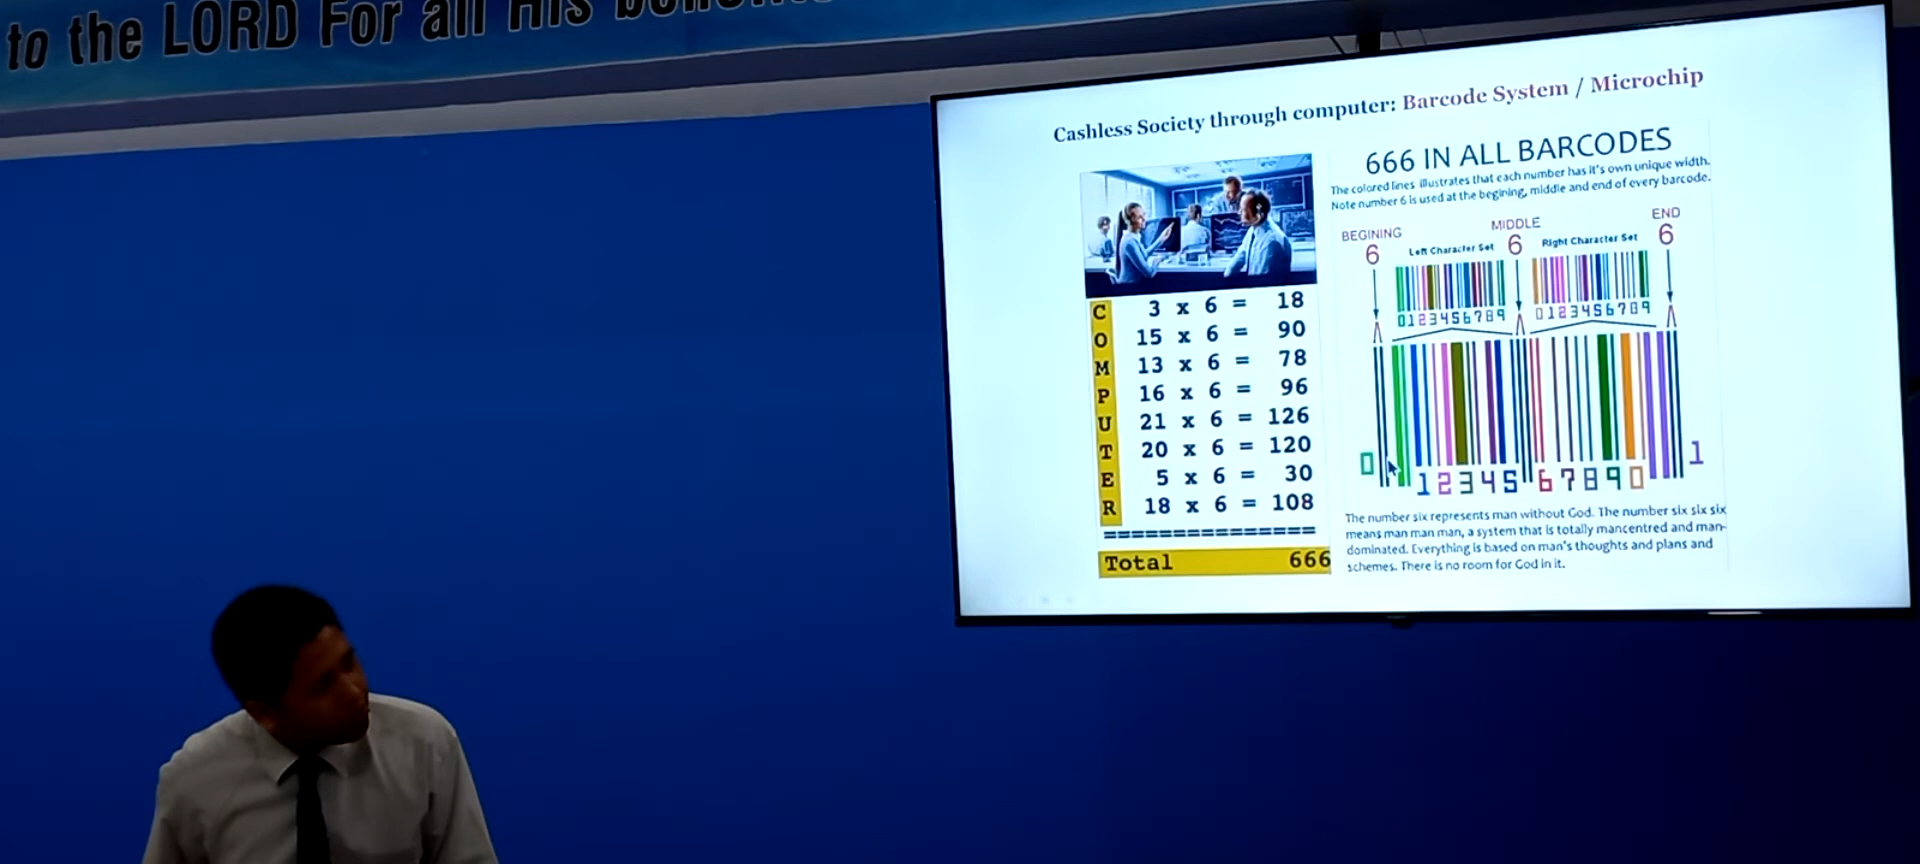 to the LORD For all His
Cashless Society through computer: Barcode System / Microchip
C 3 x 6 = 18
O 15 x 6 = 90
M 13 x 6 = 78
P 16 x 6 = 96
U 21 x 6 = 126
T 20 x 6 = 120
E 5 x 6 = 30
R 18 x 6 = 108
================
Total 666
666 IN ALL BARCODES
The colored lines illustrates that each number has it's own unique width.
Note number 6 is used at the begining, middle and end of every barcode.
BEGINING MIDDLE END
6 Left Character Set 6 Right Character Set 6
0123456789 0123456789
0 12345 67890 1
The number six represents man without God. The number six six six
means man man man, a system that is totally mancentred and man-
dominated. Everything is based on man's thoughts and plans and
schemes. There is no room for God in it.